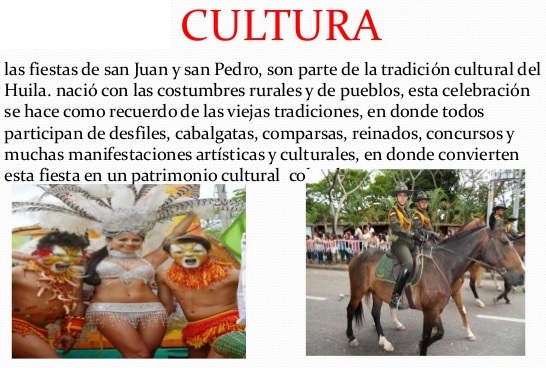 CULTURA
las fiestas de san Juan y san Pedro, son parte de la tradición cultural del
Huila. nació con las costumbres rurales y de pueblos, esta celebración
se hace como recuerdo de las viejas tradiciones, en donde todos
participan de desfiles, cabalgatas, comparsas, reinados, concursos y
muchas manifestaciones artísticas y culturales, en donde convierten
esta fiesta en un patrimonio cultural